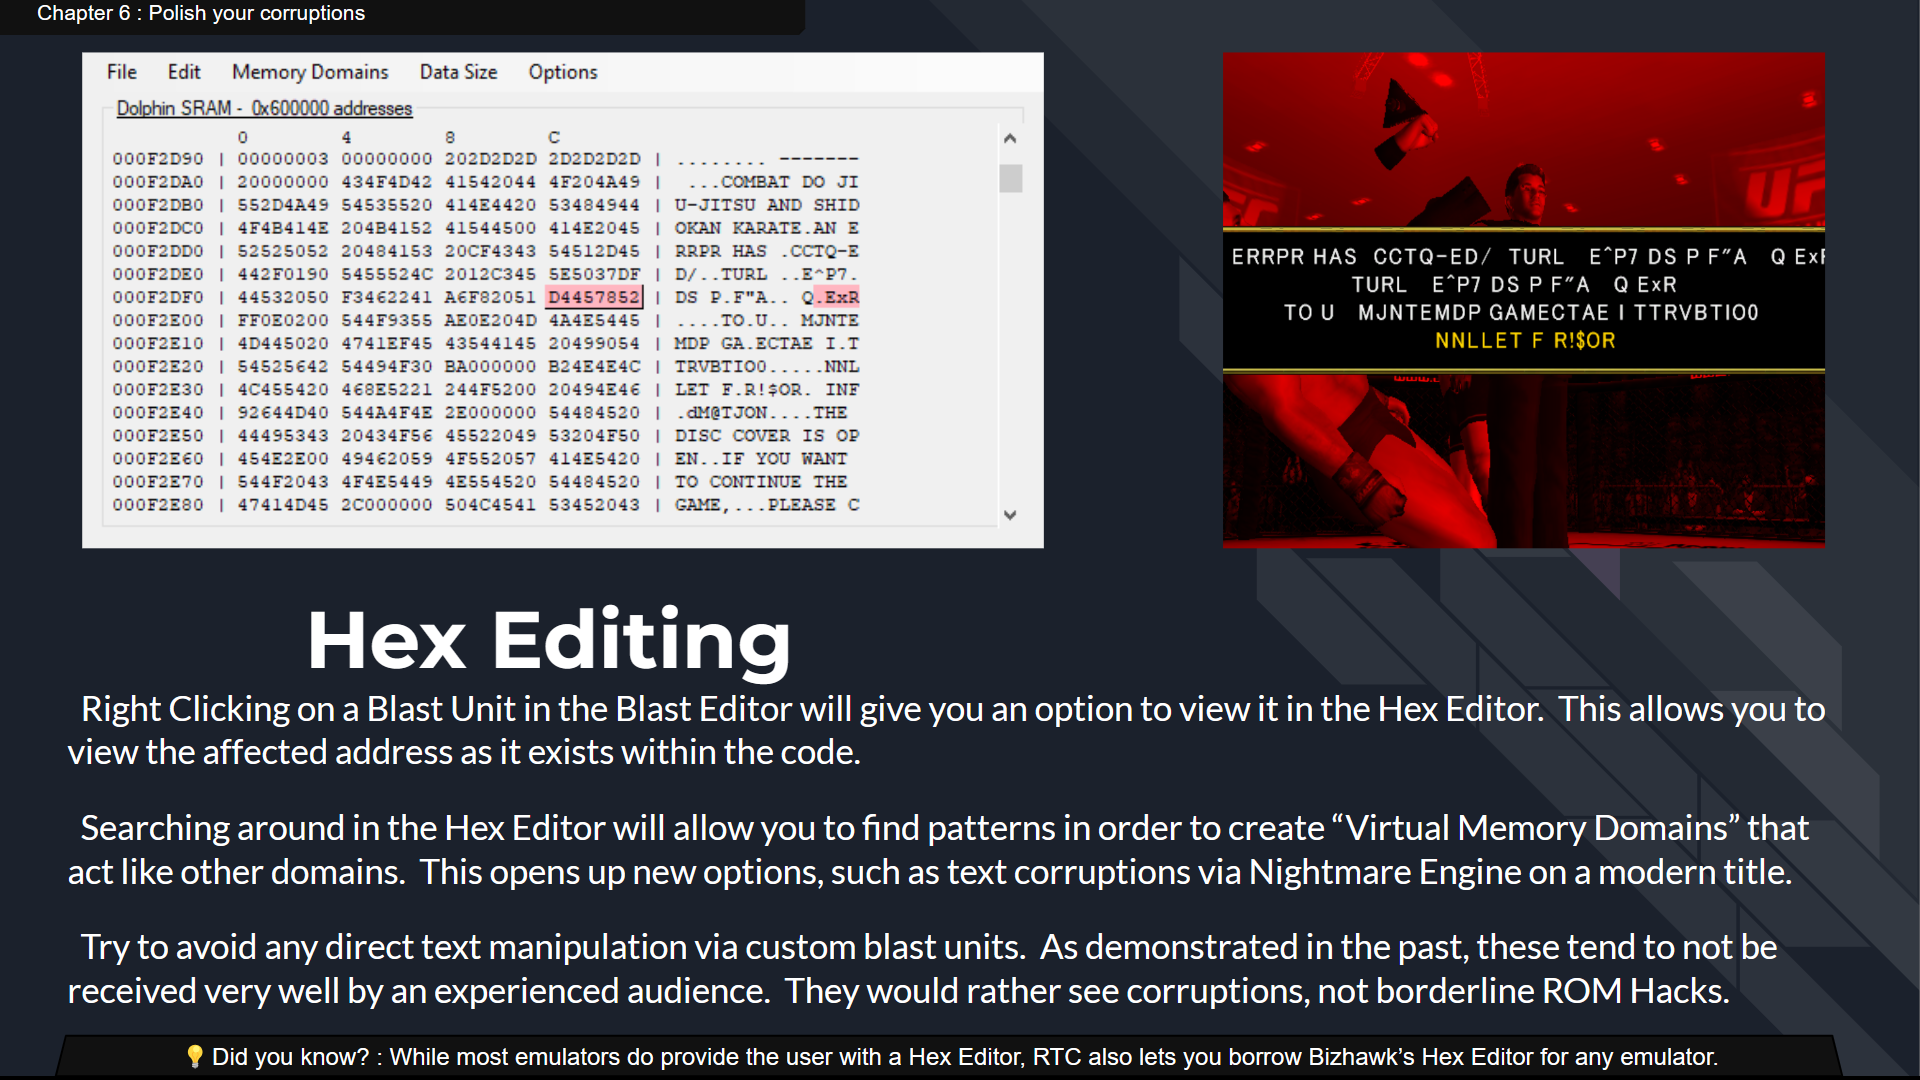 Chapter 6 : Polish your corruptions
File Edit Memory Domains Data Size Options
Dolphin SRAM - 0x600000 addresses
0 4 8 C
000F2D90 | 00000003 00000000 202D2D2D 2D2D2D2D | ........ -------
000F2DA0 | 20000000 434F4D42 41542044 4F204A49 | ...COMBAT DO JI
000F2DB0 | 552D4A49 54535520 414E4420 53484944 | U-JITSU AND SHID
000F2DC0 | 4F4B414E 204B4152 41544500 414E2045 | OKAN KARATE.AN E
000F2DD0 | 52525052 20484153 20CF4343 54512D45 | RRPR HAS .CCTQ-E
000F2DE0 | 442F0190 5455524C 2012C345 5E5037DF | D/..TURL ..E^P7.
000F2DF0 | 44532050 F3462241 A6F82051 D4457852 | DS P.F"A.. Q.ExR
000F2E00 | FF0E0200 544F9355 AE0E204D 4A4E5445 | ....TO.U.. MJNTE
000F2E10 | 4D445020 4741EF45 43544145 20499054 | MDP GA.ECTAE I.T
000F2E20 | 54525642 54494F30 BA000000 B24E4E4C | TRVBTIO0.....NNL
000F2E30 | 4C455420 468E5221 244F5200 20494E46 | LET F.R!$OR. INF
000F2E40 | 92644D40 544A4F4E 2E000000 54484520 | .dM@TJON....THE
000F2E50 | 44495343 20434F56 45522049 53204F50 | DISC COVER IS OP
000F2E60 | 454E2E00 49462059 4F552057 414E5420 | EN..IF YOU WANT
000F2E70 | 544F2043 4F4E5449 4E554520 54484520 | TO CONTINUE THE
000F2E80 | 47414D45 2C000000 504C4541 53452043 | GAME,...PLEASE C
UFC
ERRPR HAS CCTQ-ED/ TURL E^P7 DS P F"A Q ExR
TURL E^P7 DS P F"A Q ExR
TO U MJNTEMDP GAMECTAE I TTRVBTIO0
NNLLET F R!$OR
Hex Editing
Right Clicking on a Blast Unit in the Blast Editor will give you an option to view it in the Hex Editor. This allows you to
view the affected address as it exists within the code.
Searching around in the Hex Editor will allow you to find patterns in order to create “Virtual Memory Domains” that
act like other domains. This opens up new options, such as text corruptions via Nightmare Engine on a modern title.
Try to avoid any direct text manipulation via custom blast units. As demonstrated in the past, these tend to not be
received very well by an experienced audience. They would rather see corruptions, not borderline ROM Hacks.
Did you know? : While most emulators do provide the user with a Hex Editor, RTC also lets you borrow Bizhawk’s Hex Editor for any emulator.